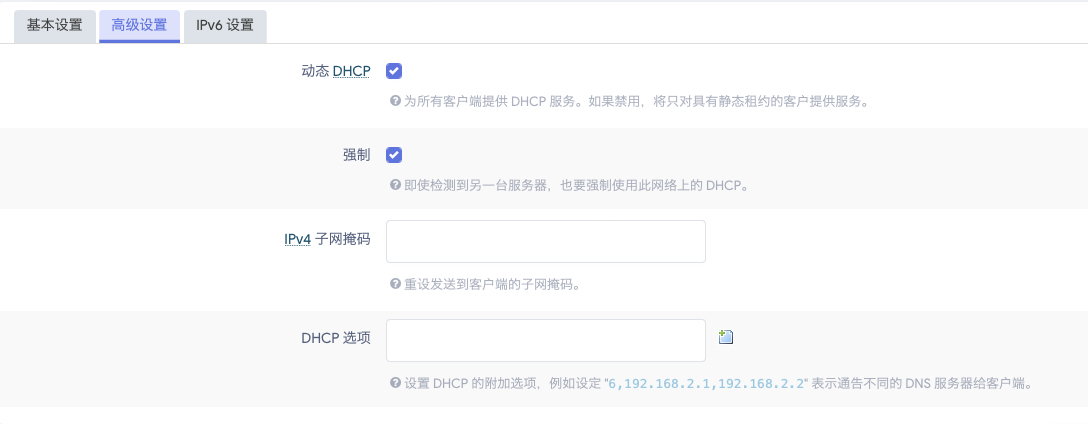 基本设置 高级设置 IPv6 设置
动态 DHCP
为所有客户端提供 DHCP 服务。如果禁用，将只对具有静态租约的客户提供服务。
强制
即使检测到另一台服务器，也要强制使用此网络上的 DHCP。
IPv4 子网掩码
重设发送到客户端的子网掩码。
DHCP 选项
设置 DHCP 的附加选项，例如设定 "6,192.168.2.1,192.168.2.2" 表示通告不同的 DNS 服务器给客户端。